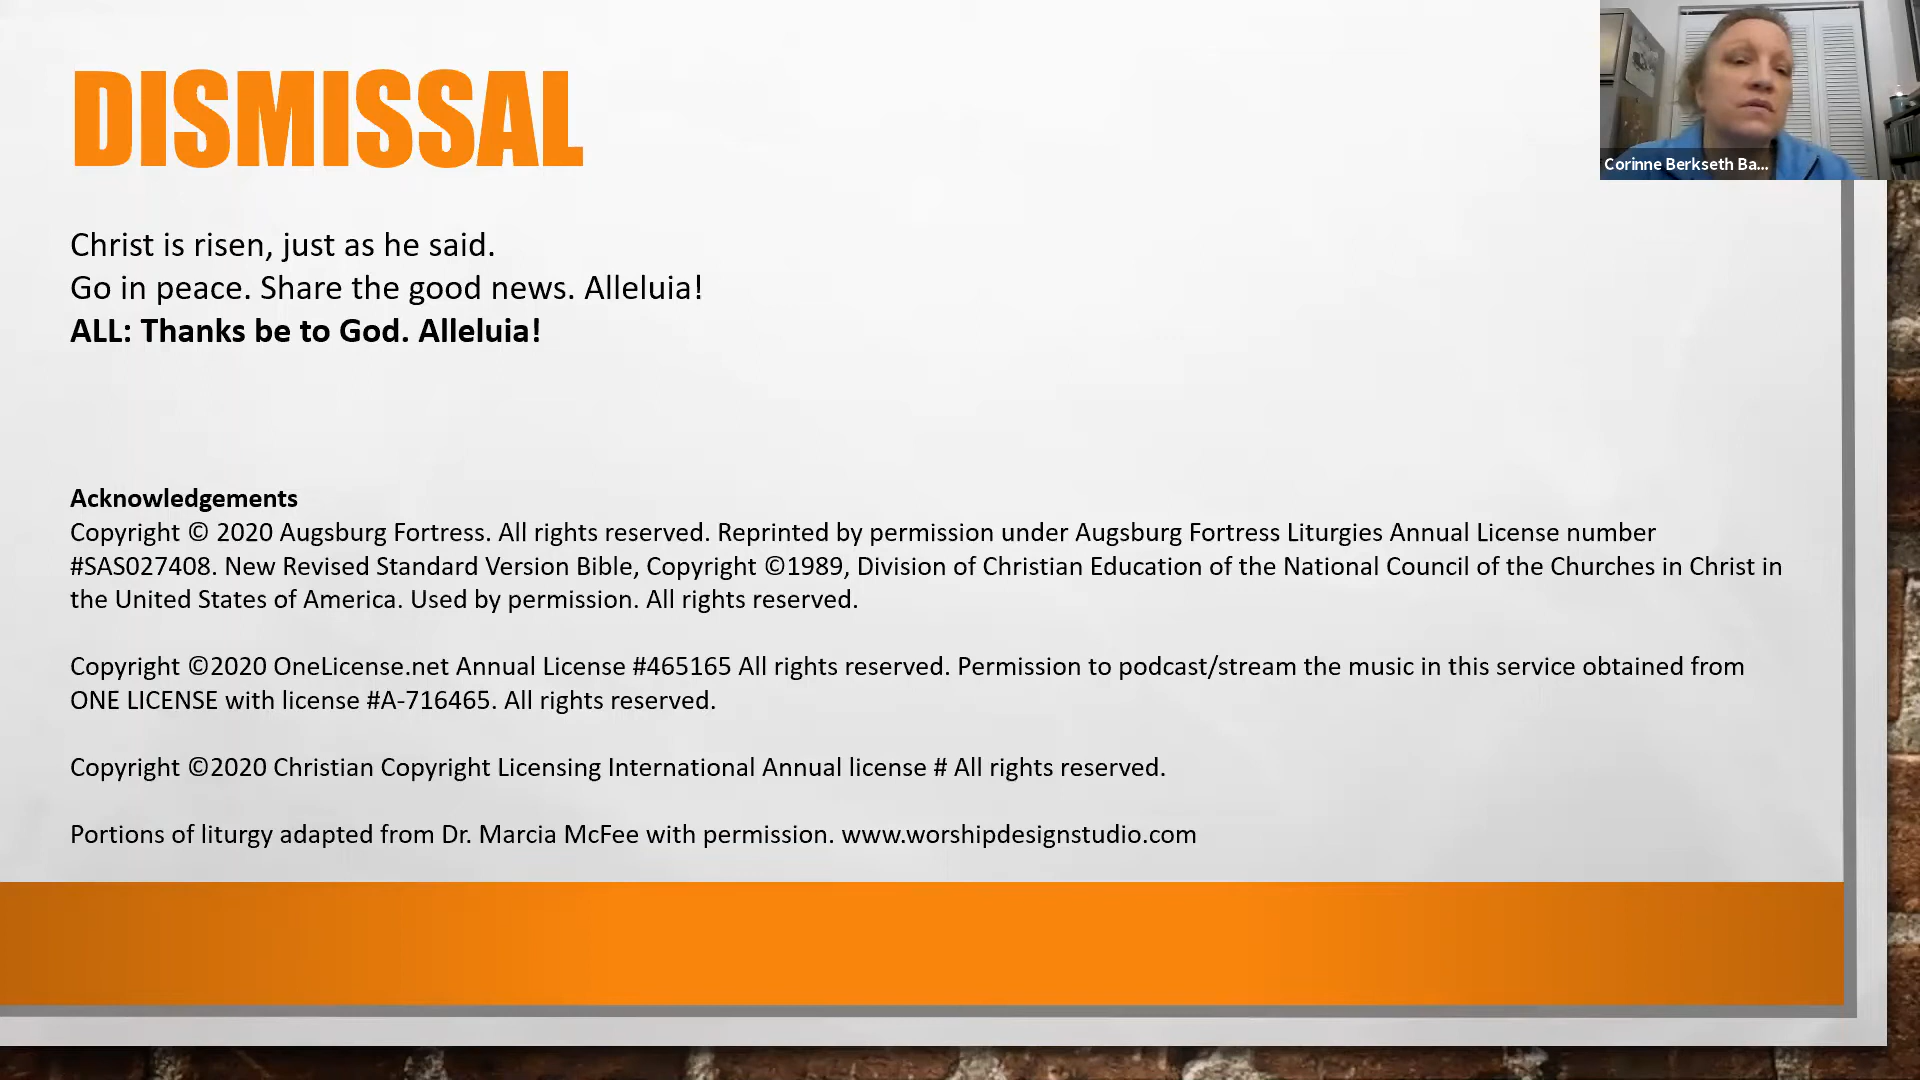 DISMISSAL
Corinne Berkseth Ba...
Christ is risen, just as he said.
Go in peace. Share the good news. Alleluia!
ALL: Thanks be to God. Alleluia!
Acknowledgements
Copyright © 2020 Augsburg Fortress. All rights reserved. Reprinted by permission under Augsburg Fortress Liturgies Annual License number
#SAS027408. New Revised Standard Version Bible, Copyright ©1989, Division of Christian Education of the National Council of the Churches in Christ in
the United States of America. Used by permission. All rights reserved.
Copyright ©2020 OneLicense.net Annual License #465165 All rights reserved. Permission to podcast/stream the music in this service obtained from
ONE LICENSE with license #A-716465. All rights reserved.
Copyright ©2020 Christian Copyright Licensing International Annual license # All rights reserved.
Portions of liturgy adapted from Dr. Marcia McFee with permission. www.worshipdesignstudio.com